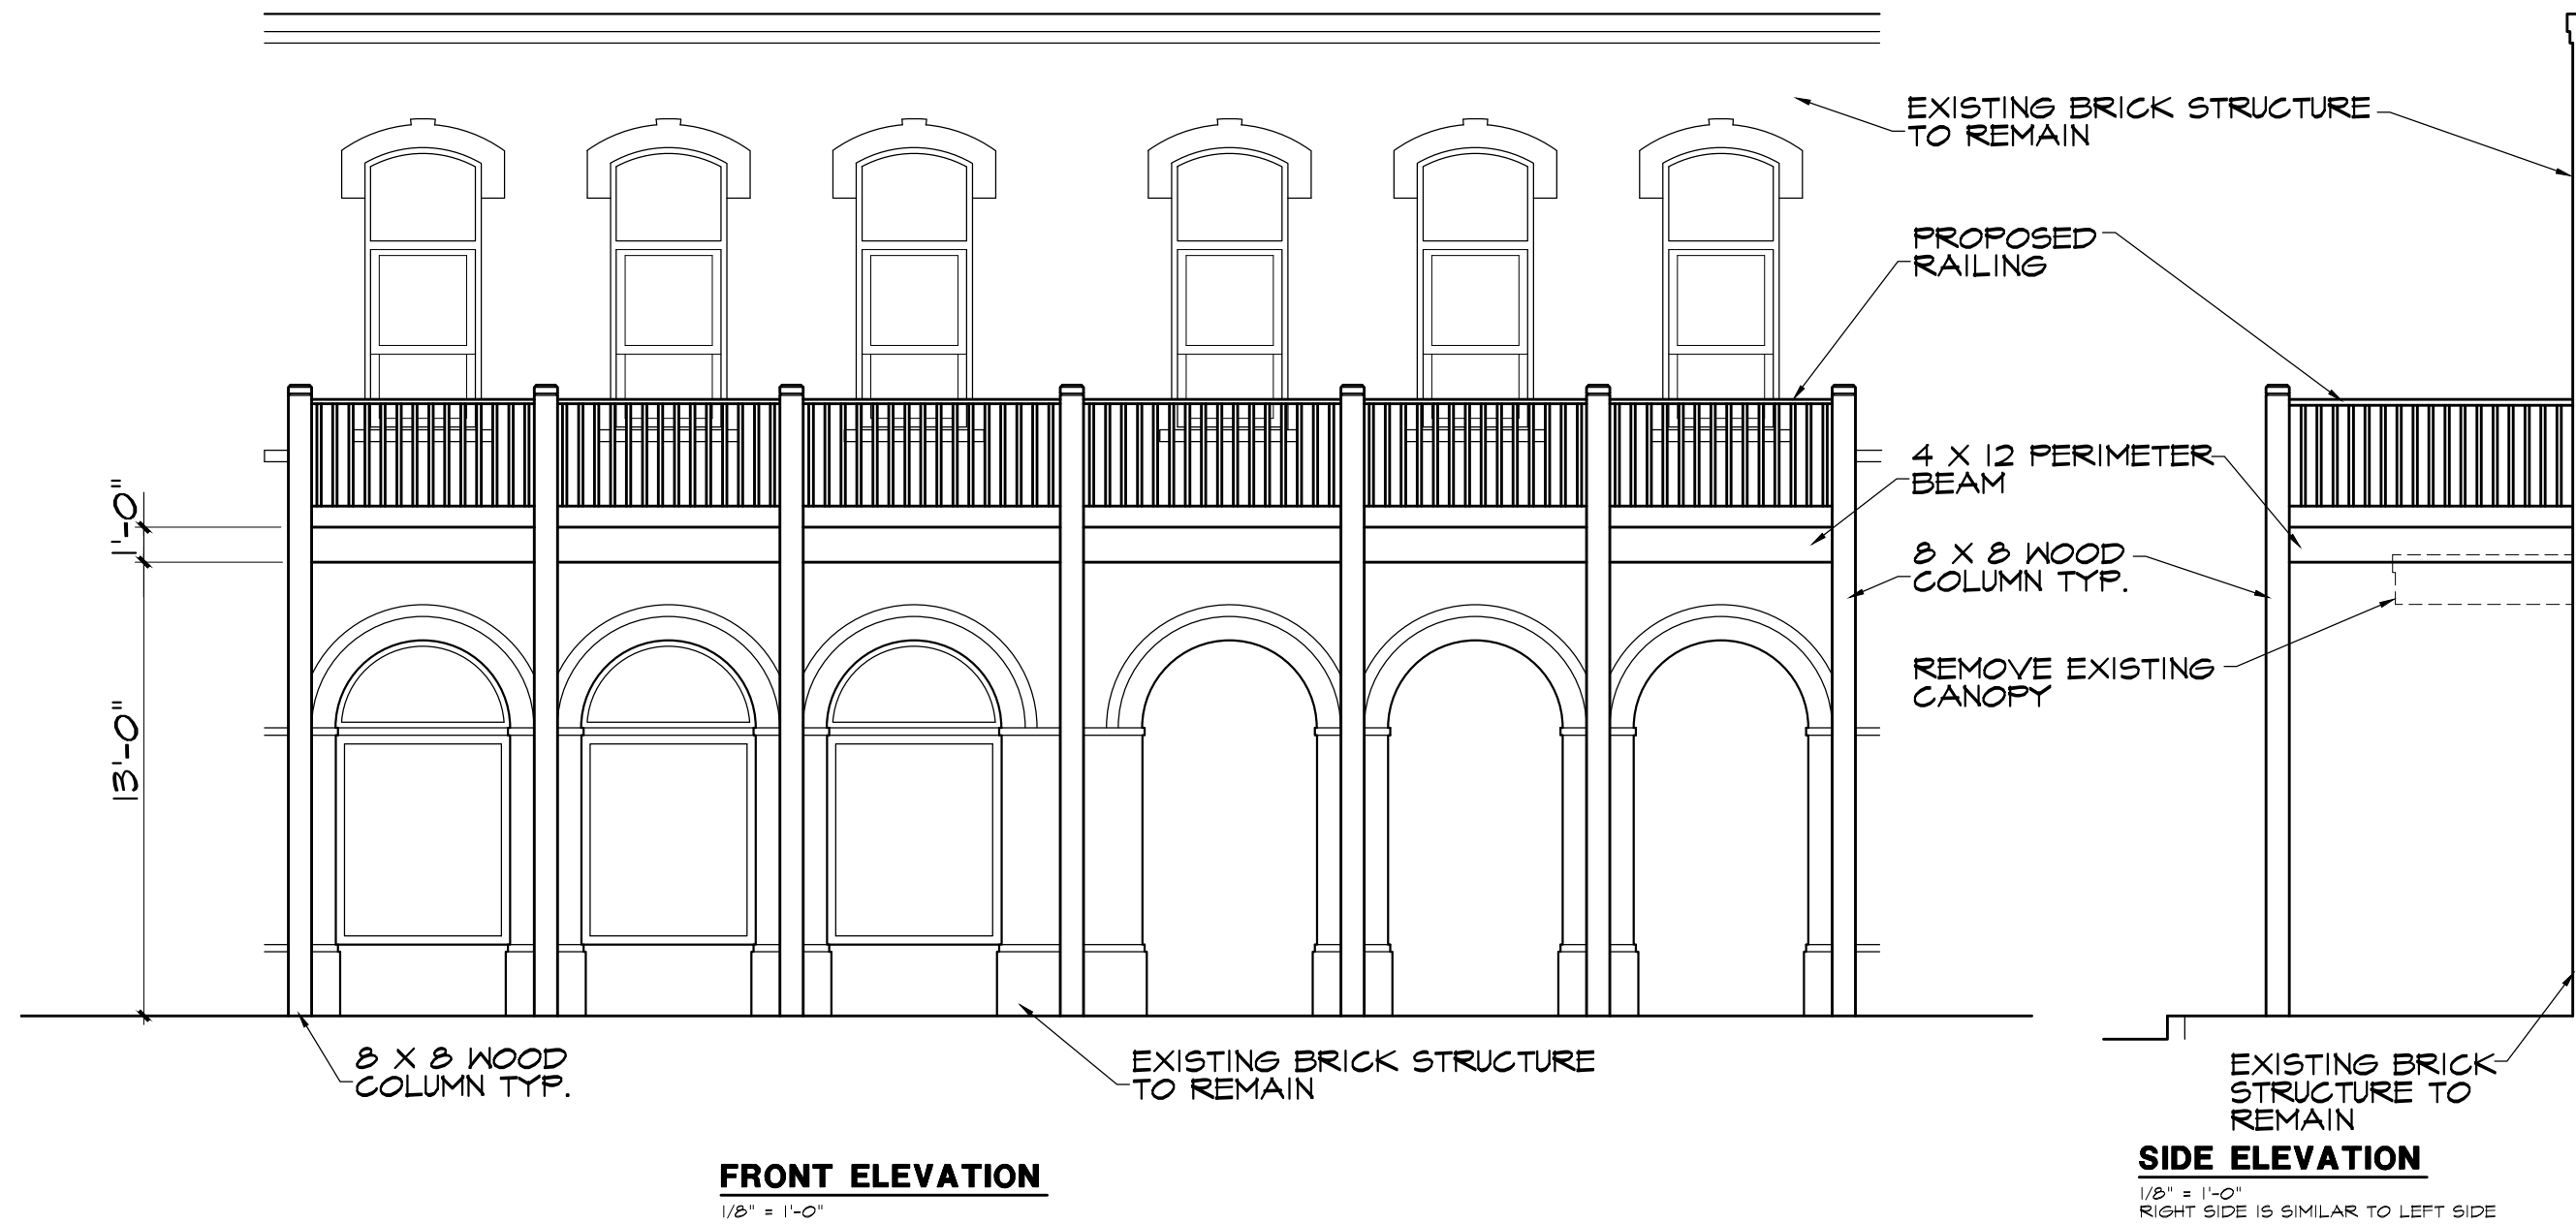 EXISTING BRICK STRUCTURE
TO REMAIN
PROPOSED
RAILING
4 X 12 PERIMETER
BEAM
8 X 8 WOOD
COLUMN TYP.
REMOVE EXISTING
CANOPY
1'-0"
13'-0"
8 X 8 WOOD
COLUMN TYP.
EXISTING BRICK STRUCTURE
TO REMAIN
EXISTING BRICK
STRUCTURE TO
REMAIN
FRONT ELEVATION
1/8" = 1'-0"
SIDE ELEVATION
1/8" = 1'-0"
RIGHT SIDE IS SIMILAR TO LEFT SIDE